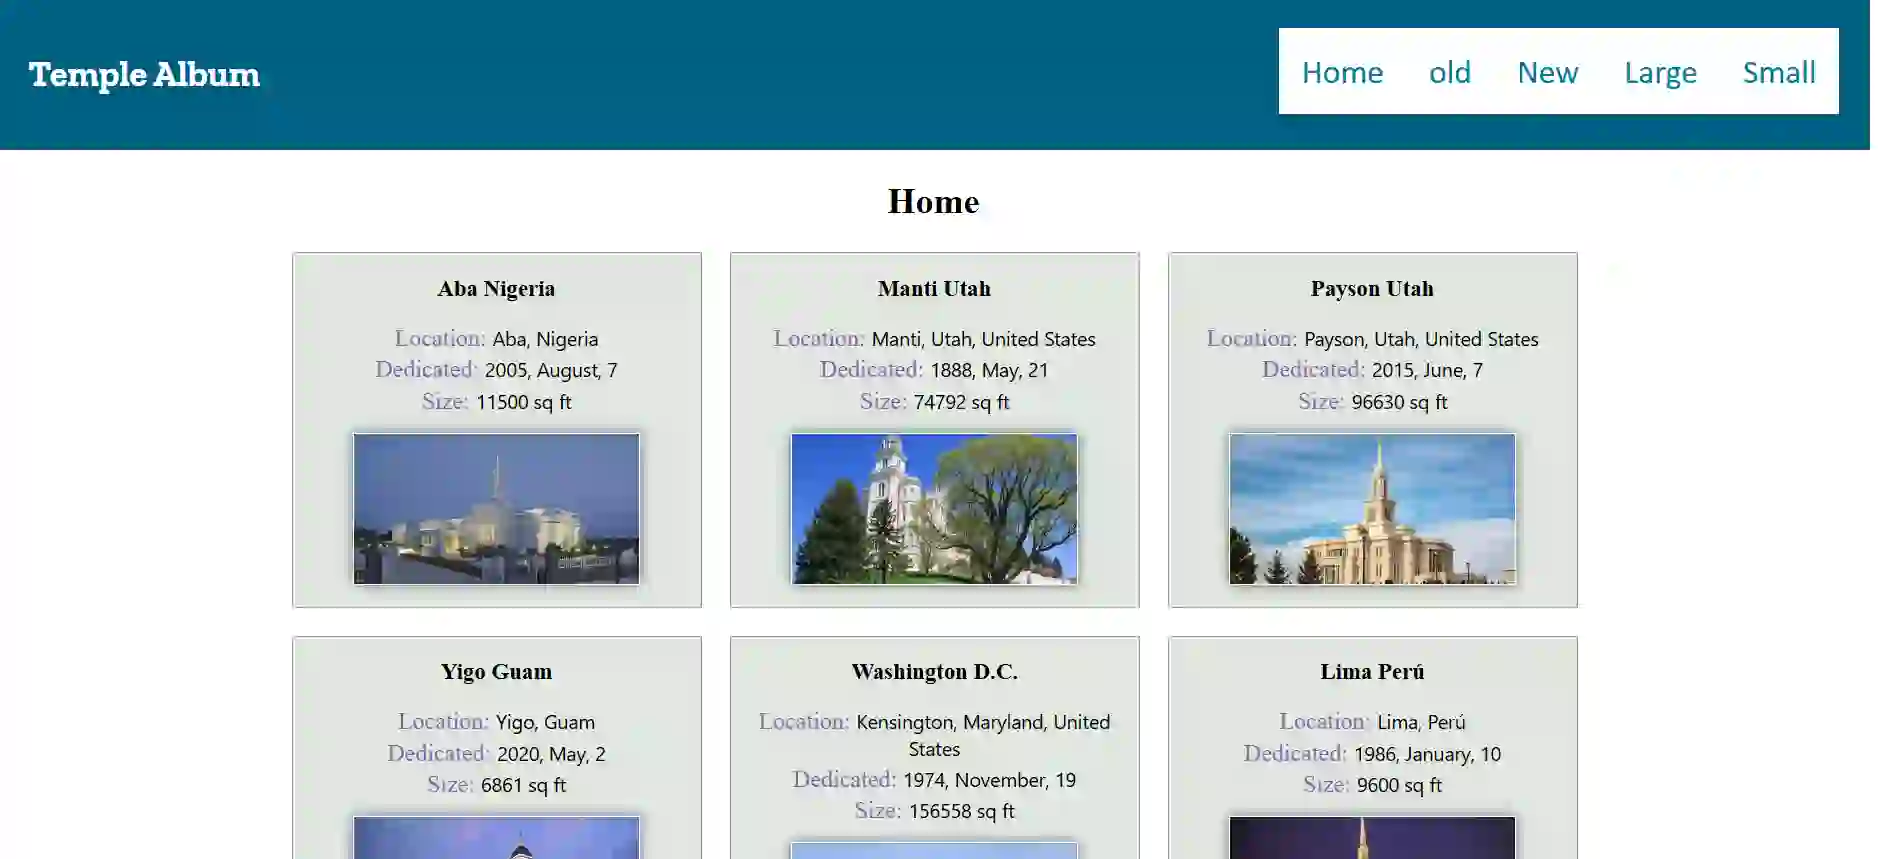 Temple Album
Home old New Large Small
Home
Aba Nigeria
Location: Aba, Nigeria
Dedicated: 2005, August, 7
Size: 11500 sq ft
Manti Utah
Location: Manti, Utah, United States
Dedicated: 1888, May, 21
Size: 74792 sq ft
Payson Utah
Location: Payson, Utah, United States
Dedicated: 2015, June, 7
Size: 96630 sq ft
Yigo Guam
Location: Yigo, Guam
Dedicated: 2020, May, 2
Size: 6861 sq ft
Washington D.C.
Location: Kensington, Maryland, United
States
Dedicated: 1974, November, 19
Size: 156558 sq ft
Lima Perú
Location: Lima, Perú
Dedicated: 1986, January, 10
Size: 9600 sq ft